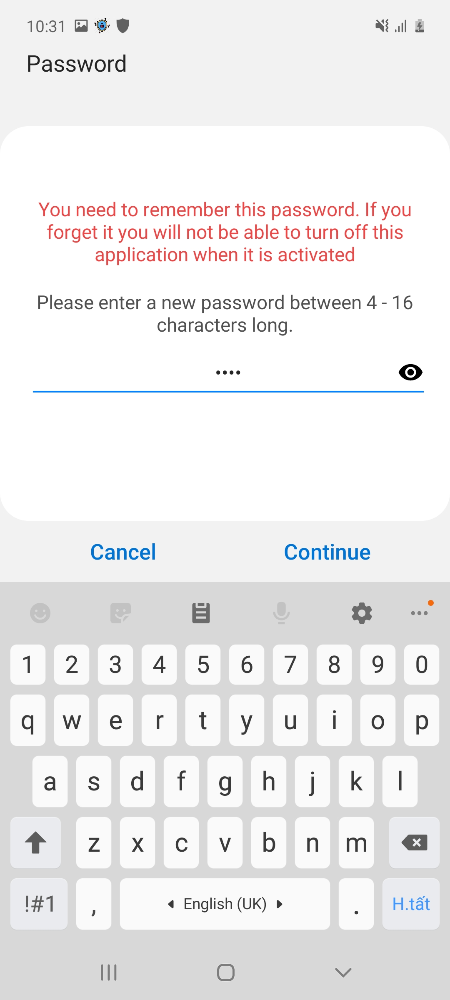 10:31
Password
You need to remember this password. If you
forget it you will not be able to turn off this
application when it is activated
Please enter a new password between 4 - 16
characters long.
••••
Cancel Continue
1 2 3 4 5 6 7 8 9 0
q w e r t y u i o p
a s d f g h j k l
z x c v b n m
!#1 , English (UK) . H.tất